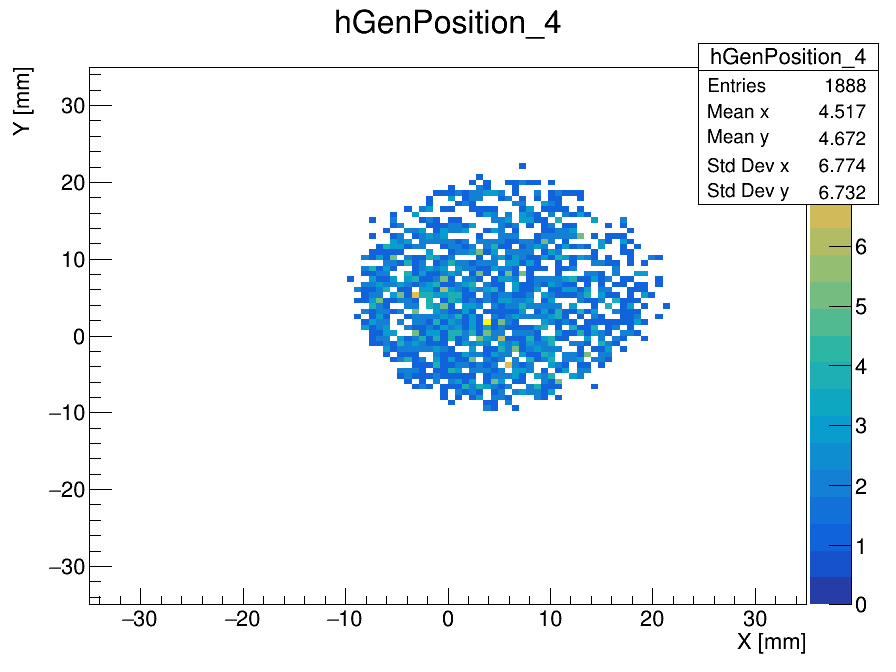 hGenPosition_4
hGenPosition_4
Entries 1888
Mean x 4.517
Mean y 4.672
Std Dev x 6.774
Std Dev y 6.732
Y [mm]
30
20
10
0
−10
−20
−30
−30 −20 −10 0 10 20 30
X [mm]
6
5
4
3
2
1
0